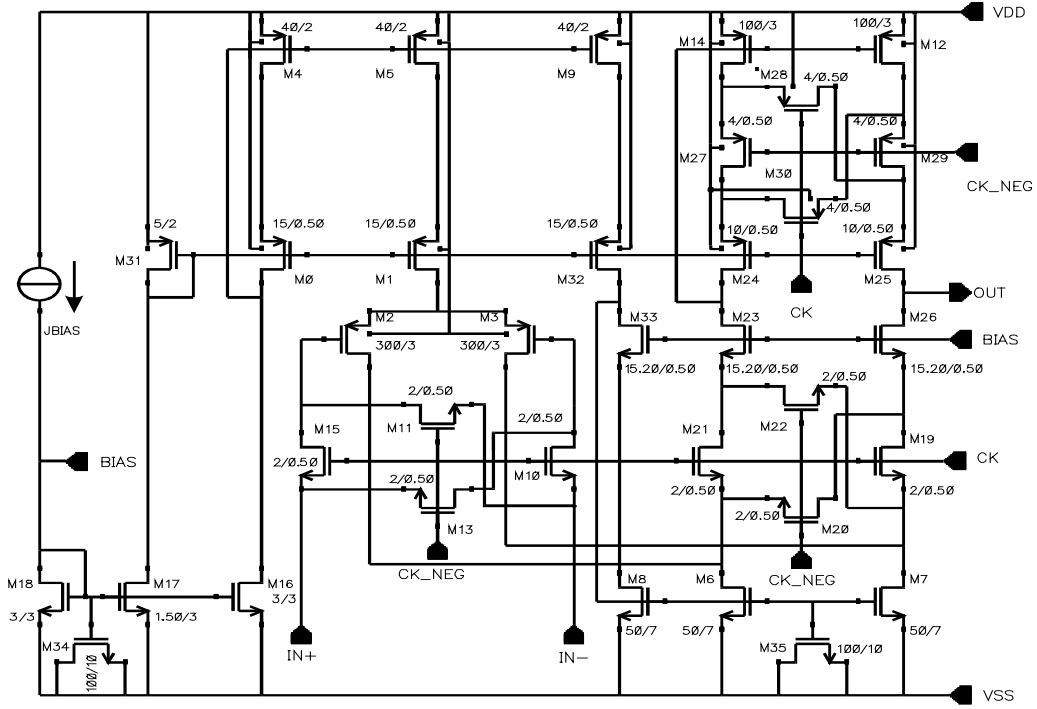 40/2 40/2 40/2 100/3 100/3 VDD
M4 M5 M9 M14 M12
M28 4/0.50
4/0.50 4/0.50
M27 M30 M29
CK_NEG
4/0.50
5/2 15/0.50 15/0.50 15/0.50 10/0.50 10/0.50
M31 M0 M1 M32 M24 M25
CK OUT
JBIAS M2 M3 M33 M23 M26
300/3 300/3 BIAS
15.20/0.50 15.20/0.50 15.20/0.50
2/0.50 2/0.50
M11 2/0.50 M22
M15 M21 M19
BIAS 2/0.50 M10 CK
2/0.50 2/0.50 2/0.50
M13 2/0.50 M20
CK_NEG CK_NEG
M18 M17 M16 M8 M6 M7
3/3 1.50/3 3/3
50/7 50/7 50/7
M34 100/10 M35 100/10
IN+ IN-
VSS